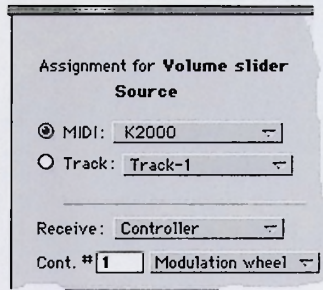 Assignment for Volume slider
Source
MIDI: K2000
Track: Track-1
Receive: Controller
Cont. # 1 Modulation wheel